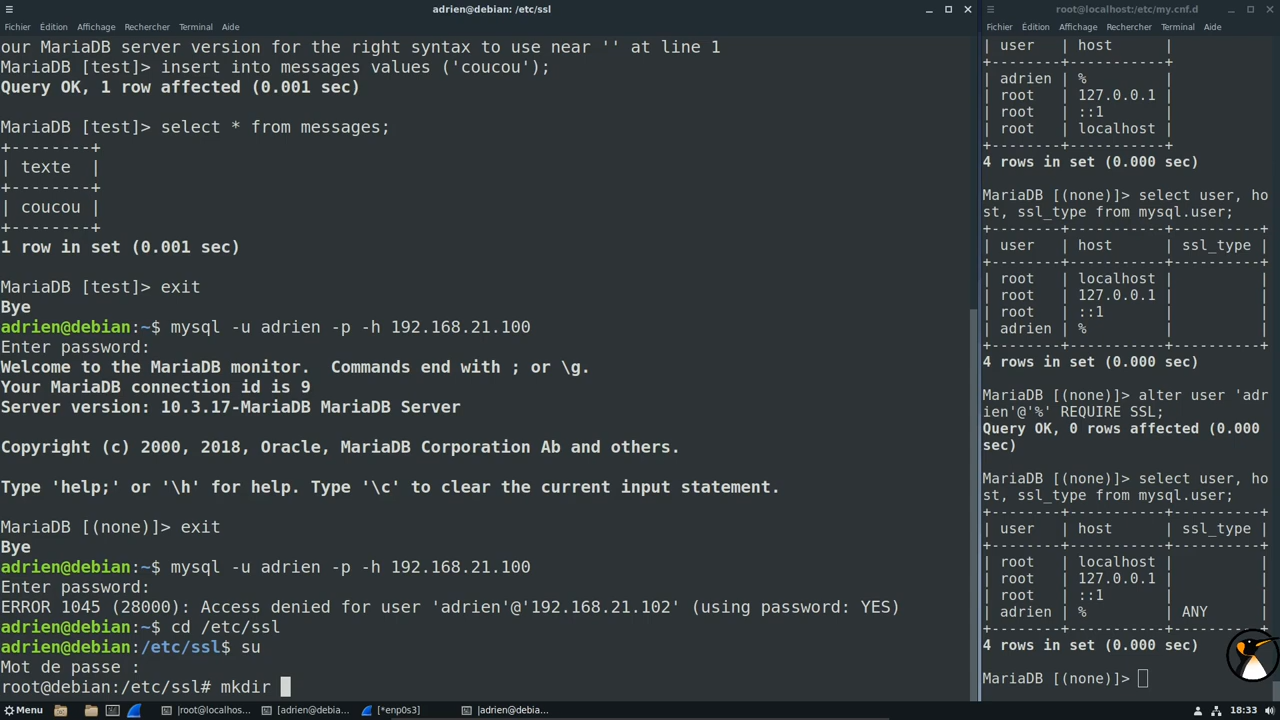 adrien@debian: /etc/ssl
Fichier Édition Affichage Rechercher Terminal Aide
our MariaDB server version for the right syntax to use near '' at line 1
MariaDB [test]> insert into messages values ('coucou');
Query OK, 1 row affected (0.001 sec)
MariaDB [test]> select * from messages;
+--------+
| texte  |
+--------+
| coucou |
+--------+
1 row in set (0.001 sec)
MariaDB [test]> exit
Bye
adrien@debian:~$ mysql -u adrien -p -h 192.168.21.100
Enter password:
Welcome to the MariaDB monitor.  Commands end with ; or \g.
Your MariaDB connection id is 9
Server version: 10.3.17-MariaDB MariaDB Server
Copyright (c) 2000, 2018, Oracle, MariaDB Corporation Ab and others.
Type 'help;' or '\h' for help. Type '\c' to clear the current input statement.
MariaDB [(none)]> exit
Bye
adrien@debian:~$ mysql -u adrien -p -h 192.168.21.100
Enter password:
ERROR 1045 (28000): Access denied for user 'adrien'@'192.168.21.102' (using password: YES)
adrien@debian:~$ cd /etc/ssl
adrien@debian:/etc/ssl$ su
Mot de passe :
root@debian:/etc/ssl# mkdir
root@localhost:/etc/my.cnf.d
Fichier Édition Affichage Rechercher Terminal Aide
| user   | host      |
+--------+-----------+
| adrien | %         |
| root   | 127.0.0.1 |
| root   | ::1       |
| root   | localhost |
+--------+-----------+
4 rows in set (0.000 sec)
MariaDB [(none)]> select user, ho
st, ssl_type from mysql.user;
+--------+-----------+----------+
| user   | host      | ssl_type |
+--------+-----------+----------+
| root   | localhost |          |
| root   | 127.0.0.1 |          |
| root   | ::1       |          |
| adrien | %         |          |
+--------+-----------+----------+
4 rows in set (0.000 sec)
MariaDB [(none)]> alter user 'adr
ien'@'%' REQUIRE SSL;
Query OK, 0 rows affected (0.000
sec)
MariaDB [(none)]> select user, ho
st, ssl_type from mysql.user;
+--------+-----------+----------+
| user   | host      | ssl_type |
+--------+-----------+----------+
| root   | localhost |          |
| root   | 127.0.0.1 |          |
| root   | ::1       |          |
| adrien | %         | ANY      |
+--------+-----------+----------+
4 rows in set (0.000 sec)
MariaDB [(none)]>
Menu |root@localhos... [adrien@debia... [*enp0s3] |adrien@debia... 18:33